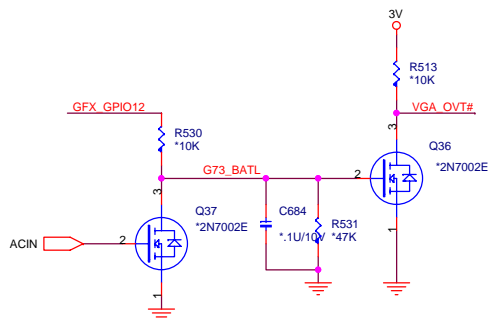 3V
R513
*10K
GFX_GPIO12
VGA_OVT#
R530
*10K
3
Q36
G73_BATL
2
*2N7002E
3
Q37
C684
R531
*2N7002E
*.1U/10V
*47K
ACIN
2
1
1